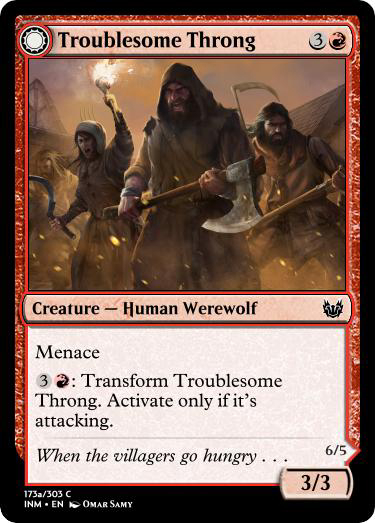 Troublesome Throng 3
Creature — Human Werewolf
Menace
3 : Transform Troublesome
Throng. Activate only if it's
attacking.
When the villagers go hungry . . .
6/5
3/3
173a/303 C
INM • EN Omar Samy